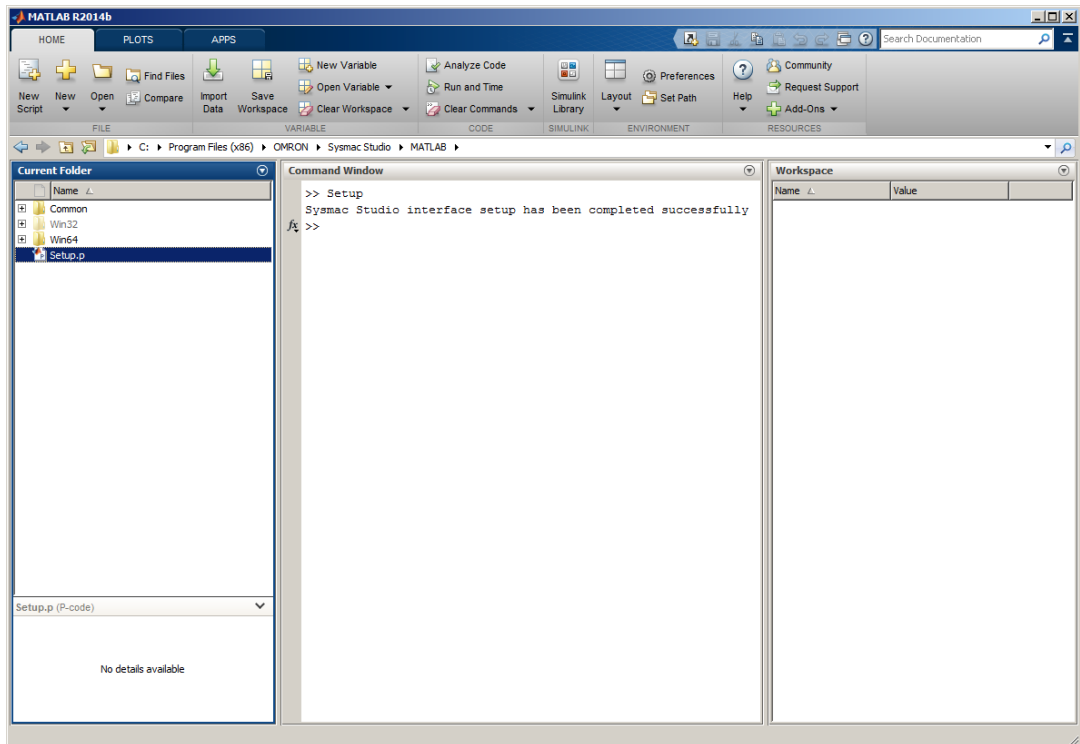 MATLAB R2014b
HOME PLOTS APPS
Search Documentation
New Script
New
Open
Find Files
Compare
Import Data
Save Workspace
New Variable
Open Variable
Clear Workspace
Analyze Code
Run and Time
Clear Commands
Simulink Library
Layout
Preferences
Set Path
Help
Community
Request Support
Add-Ons
FILE VARIABLE CODE SIMULINK ENVIRONMENT RESOURCES
C: Program Files (x86) OMRON Sysmac Studio MATLAB
Current Folder
Name
Common
Win32
Win64
Setup.p
Setup.p (P-code)
No details available
Command Window
>> Setup
Sysmac Studio interface setup has been completed successfully
fx >>
Workspace
Name Value